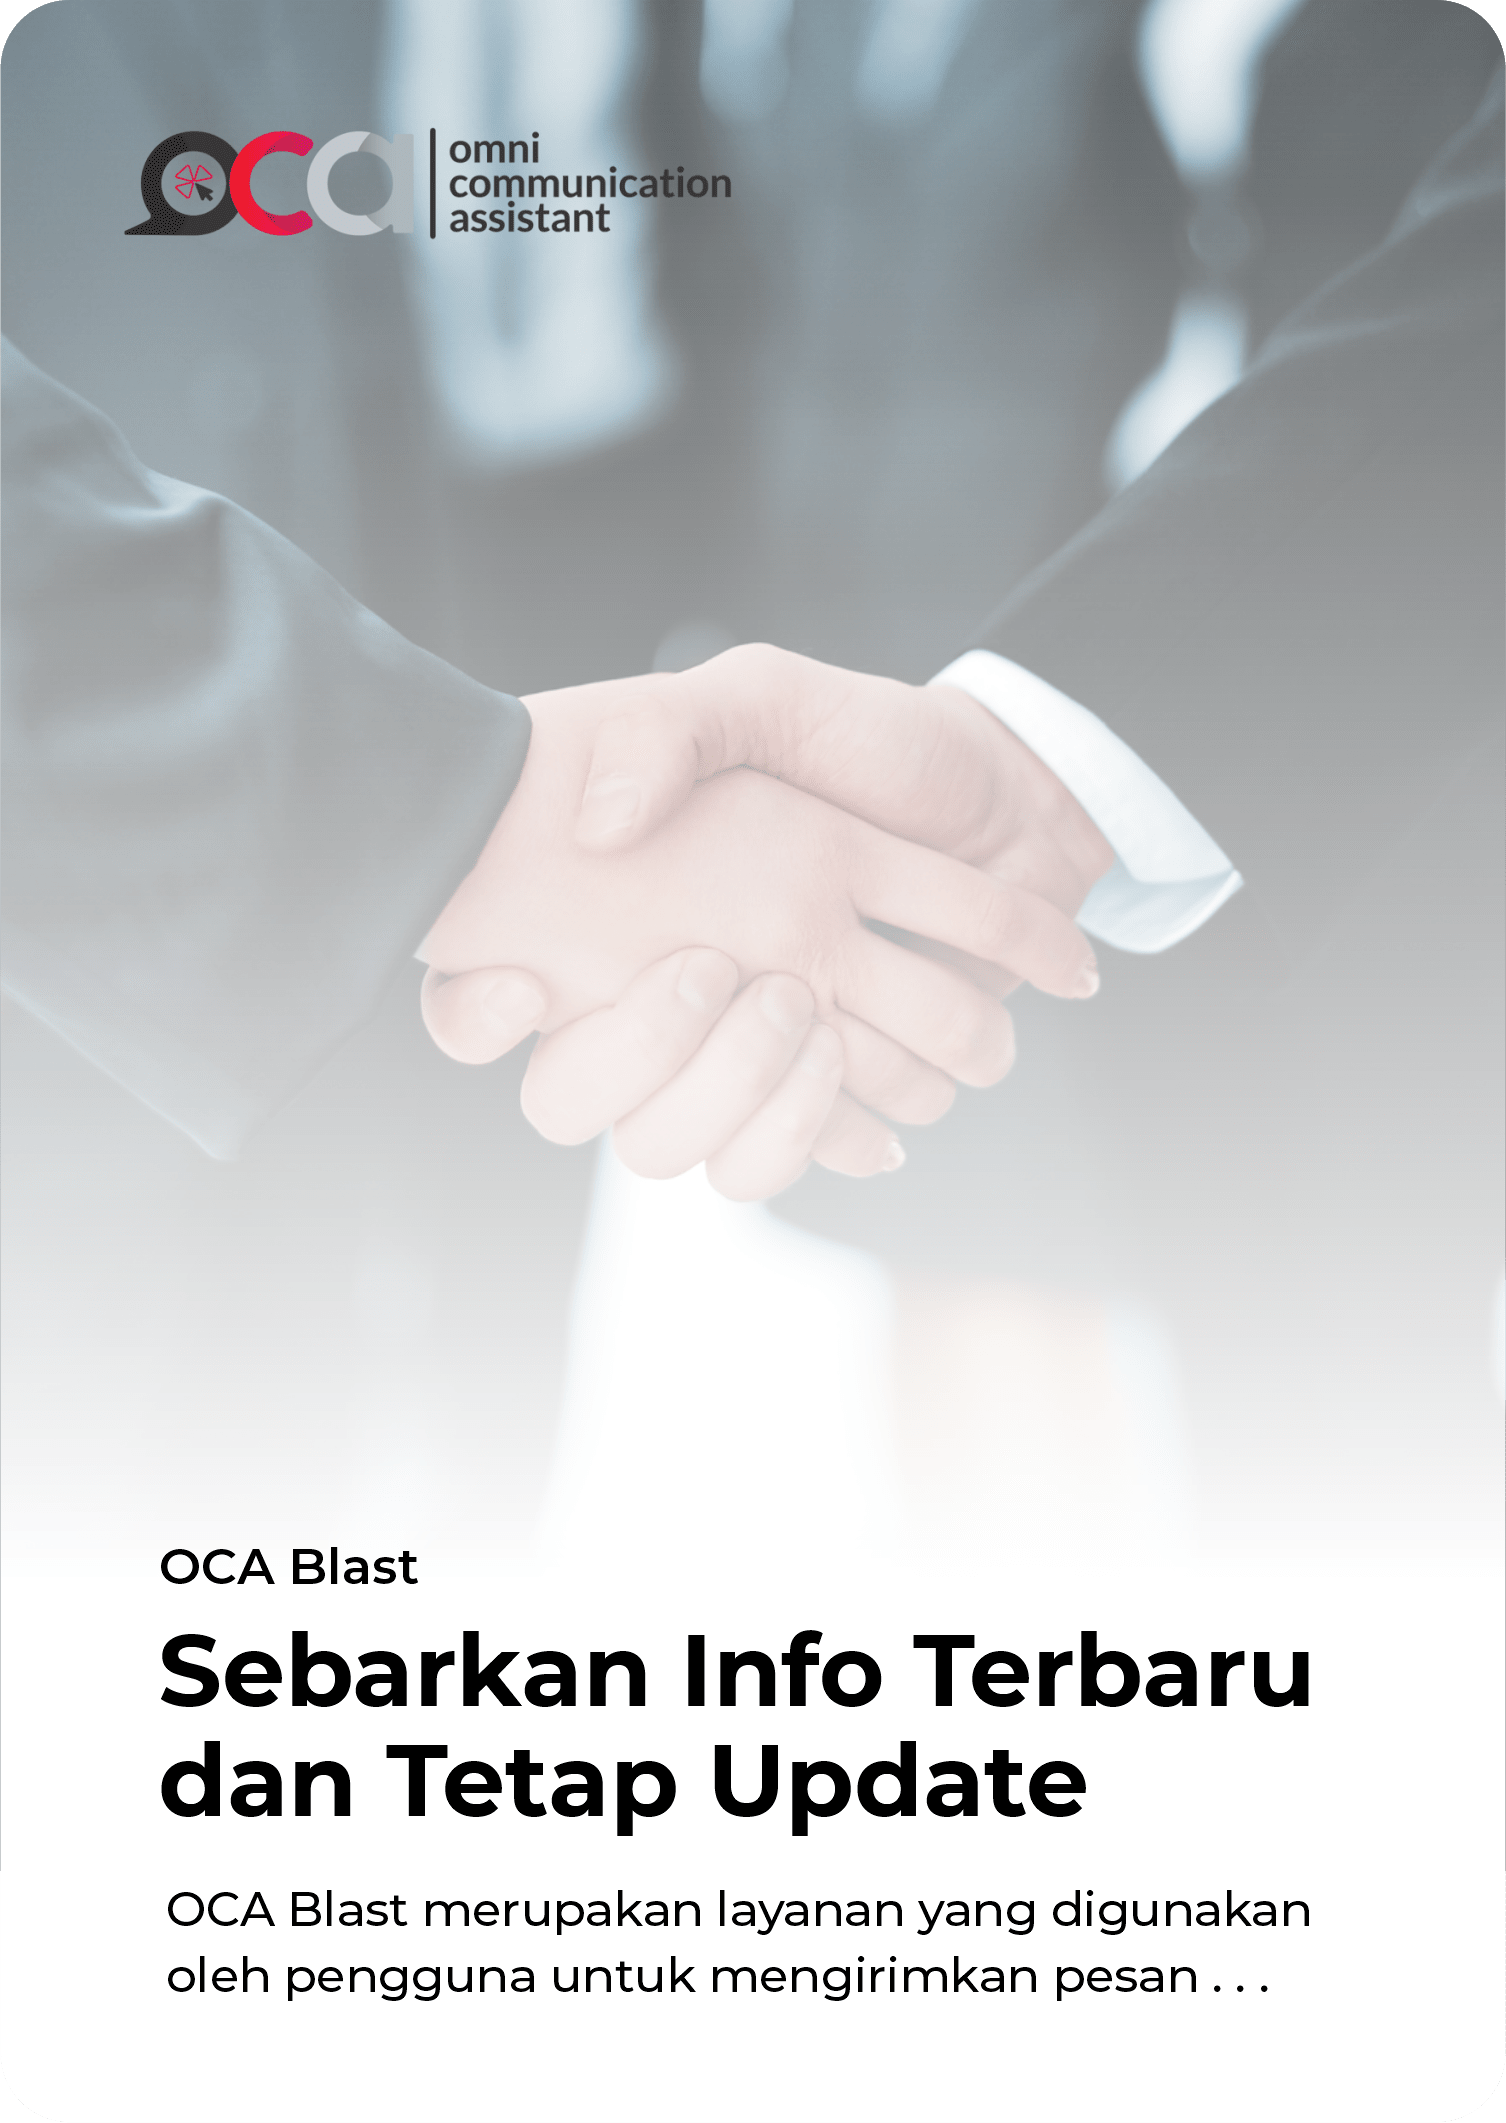 oca
omni
communication
assistant
OCA Blast
Sebarkan Info Terbaru
dan Tetap Update
OCA Blast merupakan layanan yang digunakan
oleh pengguna untuk mengirimkan pesan . . .